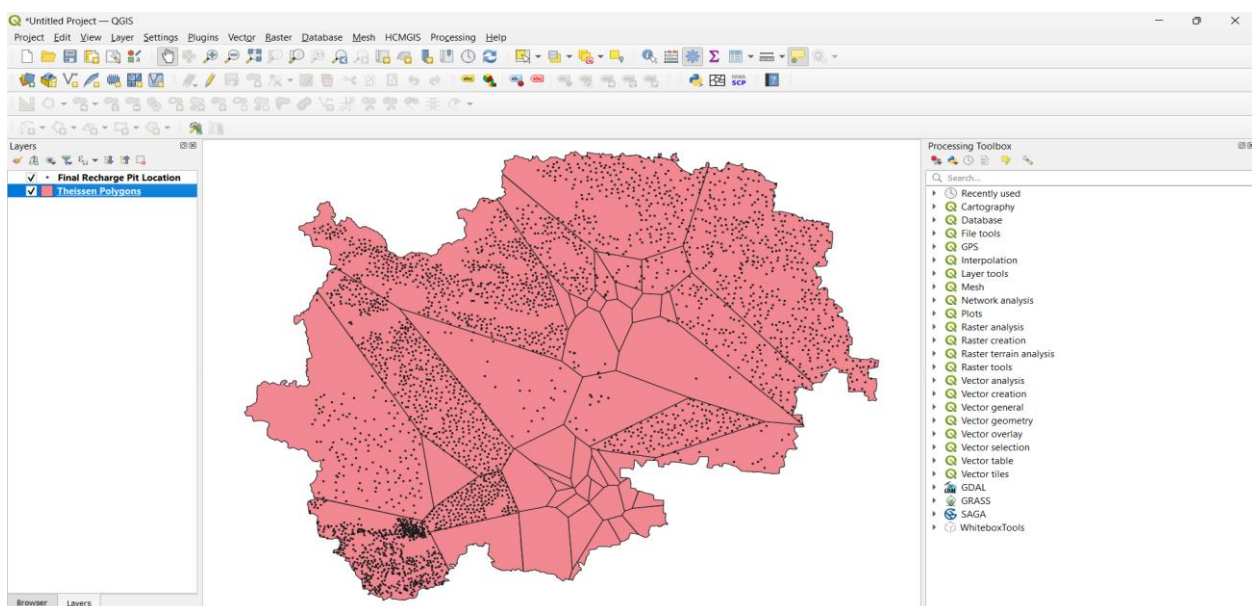 *Untitled Project — QGIS
Project Edit View Layer Settings Plugins Vector Raster Database Mesh HCMGIS Processing Help
SCP
Layers
Final Recharge Pit Location
Theissen Polygons
Browser Layers
Processing Toolbox
Search...
Recently used
Cartography
Database
File tools
GPS
Interpolation
Layer tools
Mesh
Network analysis
Plots
Raster analysis
Raster creation
Raster terrain analysis
Raster tools
Vector analysis
Vector creation
Vector general
Vector geometry
Vector overlay
Vector selection
Vector table
Vector tiles
GDAL
GRASS
SAGA
WhiteboxTools